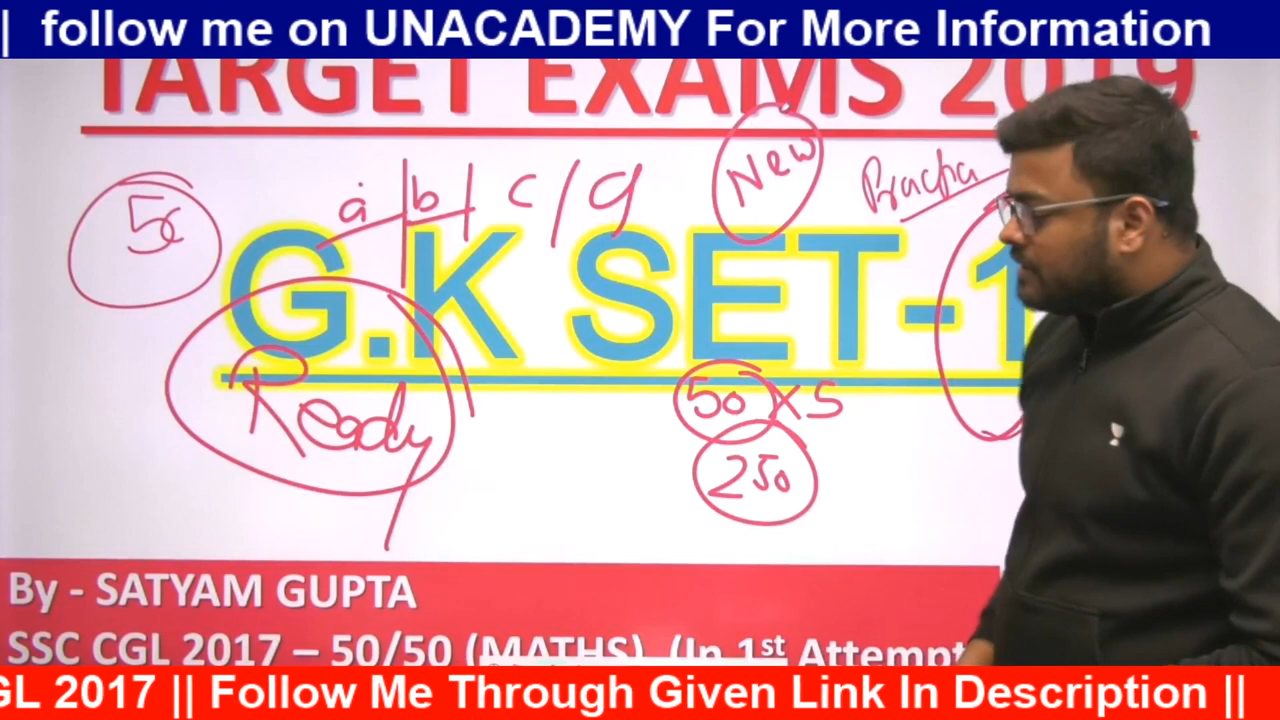 | follow me on UNACADEMY For More Information
TARGET EXAMS 2019
a b c / d
New
50
G.K SET-1
Ready
50 X 5
250
By - SATYAM GUPTA
SSC CGL 2017 – 50/50 (MATHS) (In 1st Attempt
GL 2017 || Follow Me Through Given Link In Description ||